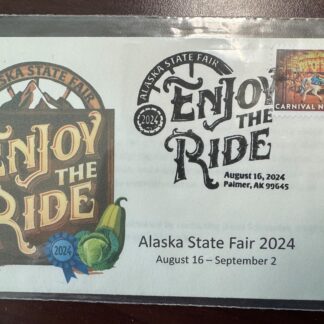 ALASKA STATE FAIR
ENJOY
THE
RIDE
2024
ALASKA STATE FAIR
2024
ENJOY
THE
RIDE
August 16, 2024
Palmer, AK 99645
CARNIVAL N
Alaska State Fair 2024
August 16 – September 2